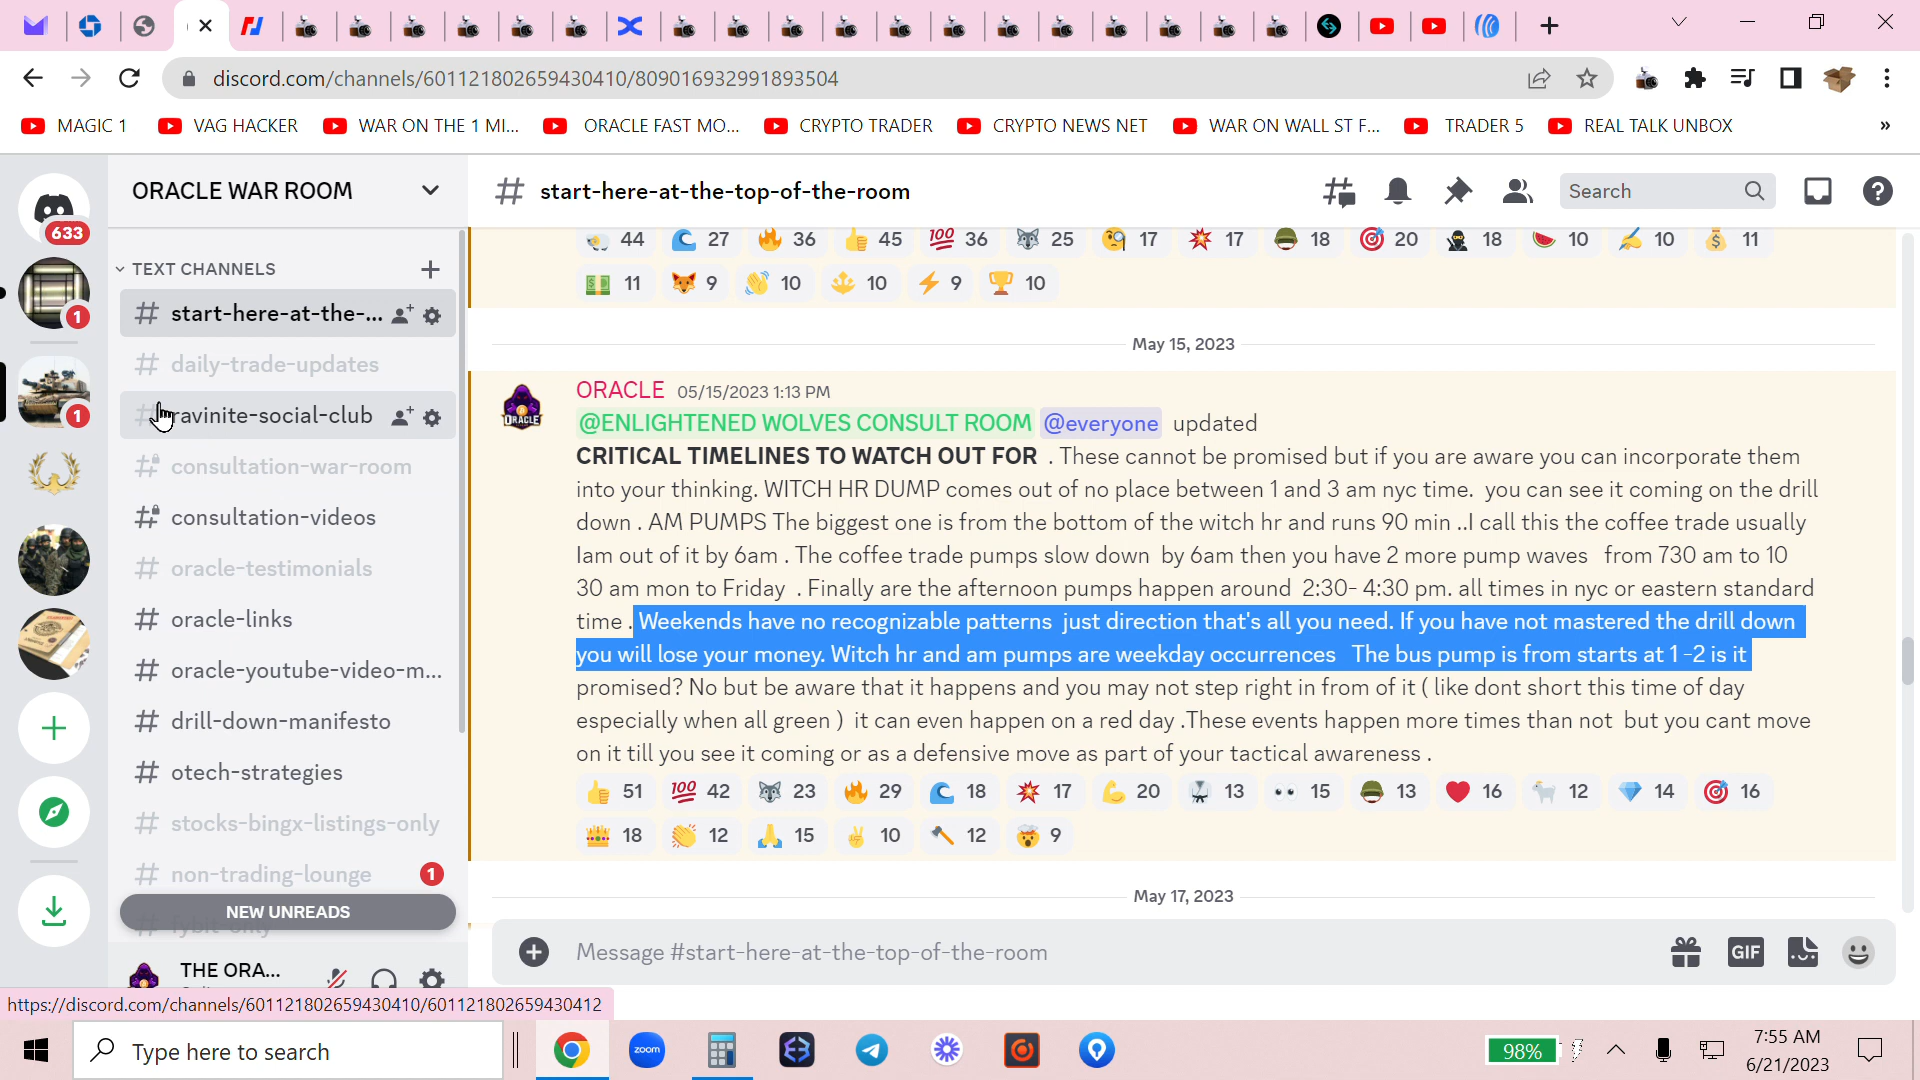 discord.com/channels/601121802659430410/809016932991893504
MAGIC 1
VAG HACKER
WAR ON THE 1 MI...
ORACLE FAST MO...
CRYPTO TRADER
CRYPTO NEWS NET
WAR ON WALL ST F...
TRADER 5
REAL TALK UNBOX
»
633
1
1
ORACLE WAR ROOM
TEXT CHANNELS
start-here-at-the-...
daily-trade-updates
ravinite-social-club
consultation-war-room
consultation-videos
oracle-testimonials
oracle-links
oracle-youtube-video-m...
drill-down-manifesto
otech-strategies
stocks-bingx-listings-only
non-trading-lounge 1
NEW UNREADS
fybit-only
THE ORA...
# start-here-at-the-top-of-the-room
Search
44 27 36 45 100 36 25 17 17 18 20 18 10 10 11
11 9 10 10 9 10
May 15, 2023
ORACLE 05/15/2023 1:13 PM
@ENLIGHTENED WOLVES CONSULT ROOM @everyone updated
CRITICAL TIMELINES TO WATCH OUT FOR . These cannot be promised but if you are aware you can incorporate them
into your thinking. WITCH HR DUMP comes out of no place between 1 and 3 am nyc time. you can see it coming on the drill
down . AM PUMPS The biggest one is from the bottom of the witch hr and runs 90 min ..I call this the coffee trade usually
Iam out of it by 6am . The coffee trade pumps slow down by 6am then you have 2 more pump waves from 730 am to 10
30 am mon to Friday . Finally are the afternoon pumps happen around 2:30- 4:30 pm. all times in nyc or eastern standard
time . Weekends have no recognizable patterns just direction that's all you need. If you have not mastered the drill down
you will lose your money. Witch hr and am pumps are weekday occurrences The bus pump is from starts at 1 -2 is it
promised? No but be aware that it happens and you may not step right in from of it ( like dont short this time of day
especially when all green ) it can even happen on a red day .These events happen more times than not but you cant move
on it till you see it coming or as a defensive move as part of your tactical awareness .
51 100 42 23 29 18 17 20 13 15 13 16 12 14 16
18 12 15 10 12 9
May 17, 2023
Message #start-here-at-the-top-of-the-room
GIF
https://discord.com/channels/601121802659430410/601121802659430412
Type here to search
zoom
98%
7:55 AM
6/21/2023